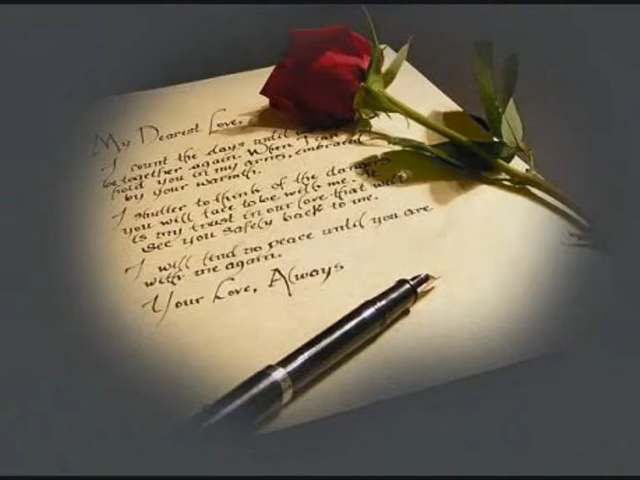 My Dearest Love,
I count the days until
be together again. When I can
hold you in my arms, embraced
by your warmth.
I shutter to think of the dangers
you will face to be with me. It
is my trust in our love that will
see you safely back to me.
I will find no peace until you are
with me again.
Your Love, Always